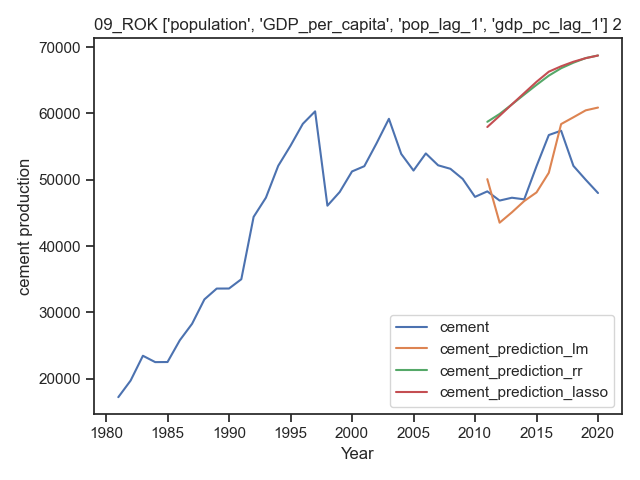 09_ROK ['population', 'GDP_per_capita', 'pop_lag_1', 'gdp_pc_lag_1'] 2
70000
60000
50000
40000
30000
20000
cement production
cement
cement_prediction_lm
cement_prediction_rr
cement_prediction_lasso
1980 1985 1990 1995 2000 2005 2010 2015 2020
Year